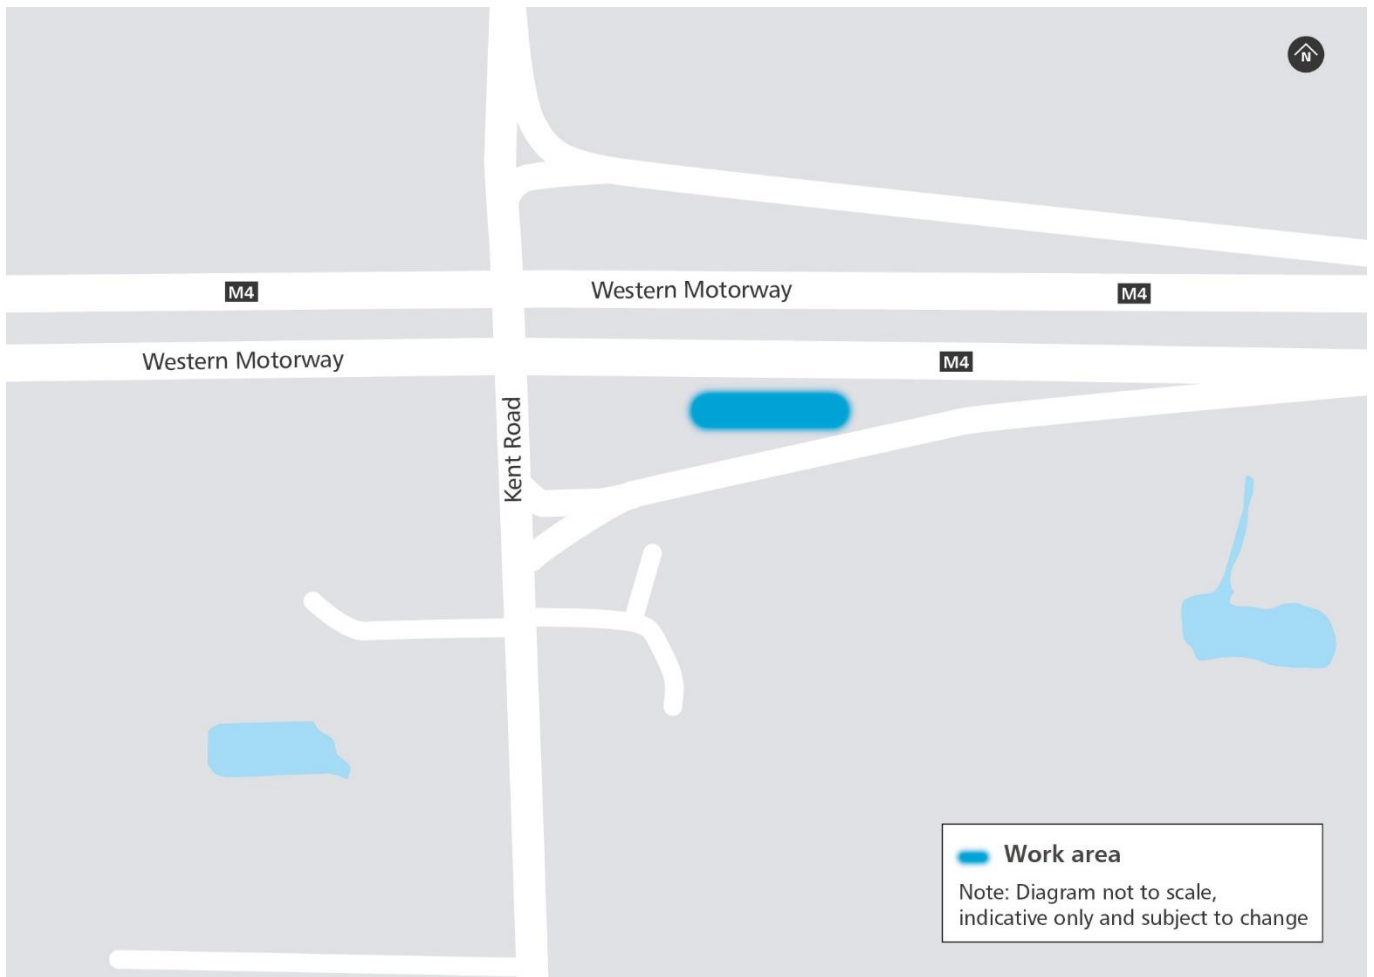 N
M4
Western Motorway
M4
Western Motorway
M4
Kent Road
Work area
Note: Diagram not to scale,
indicative only and subject to change